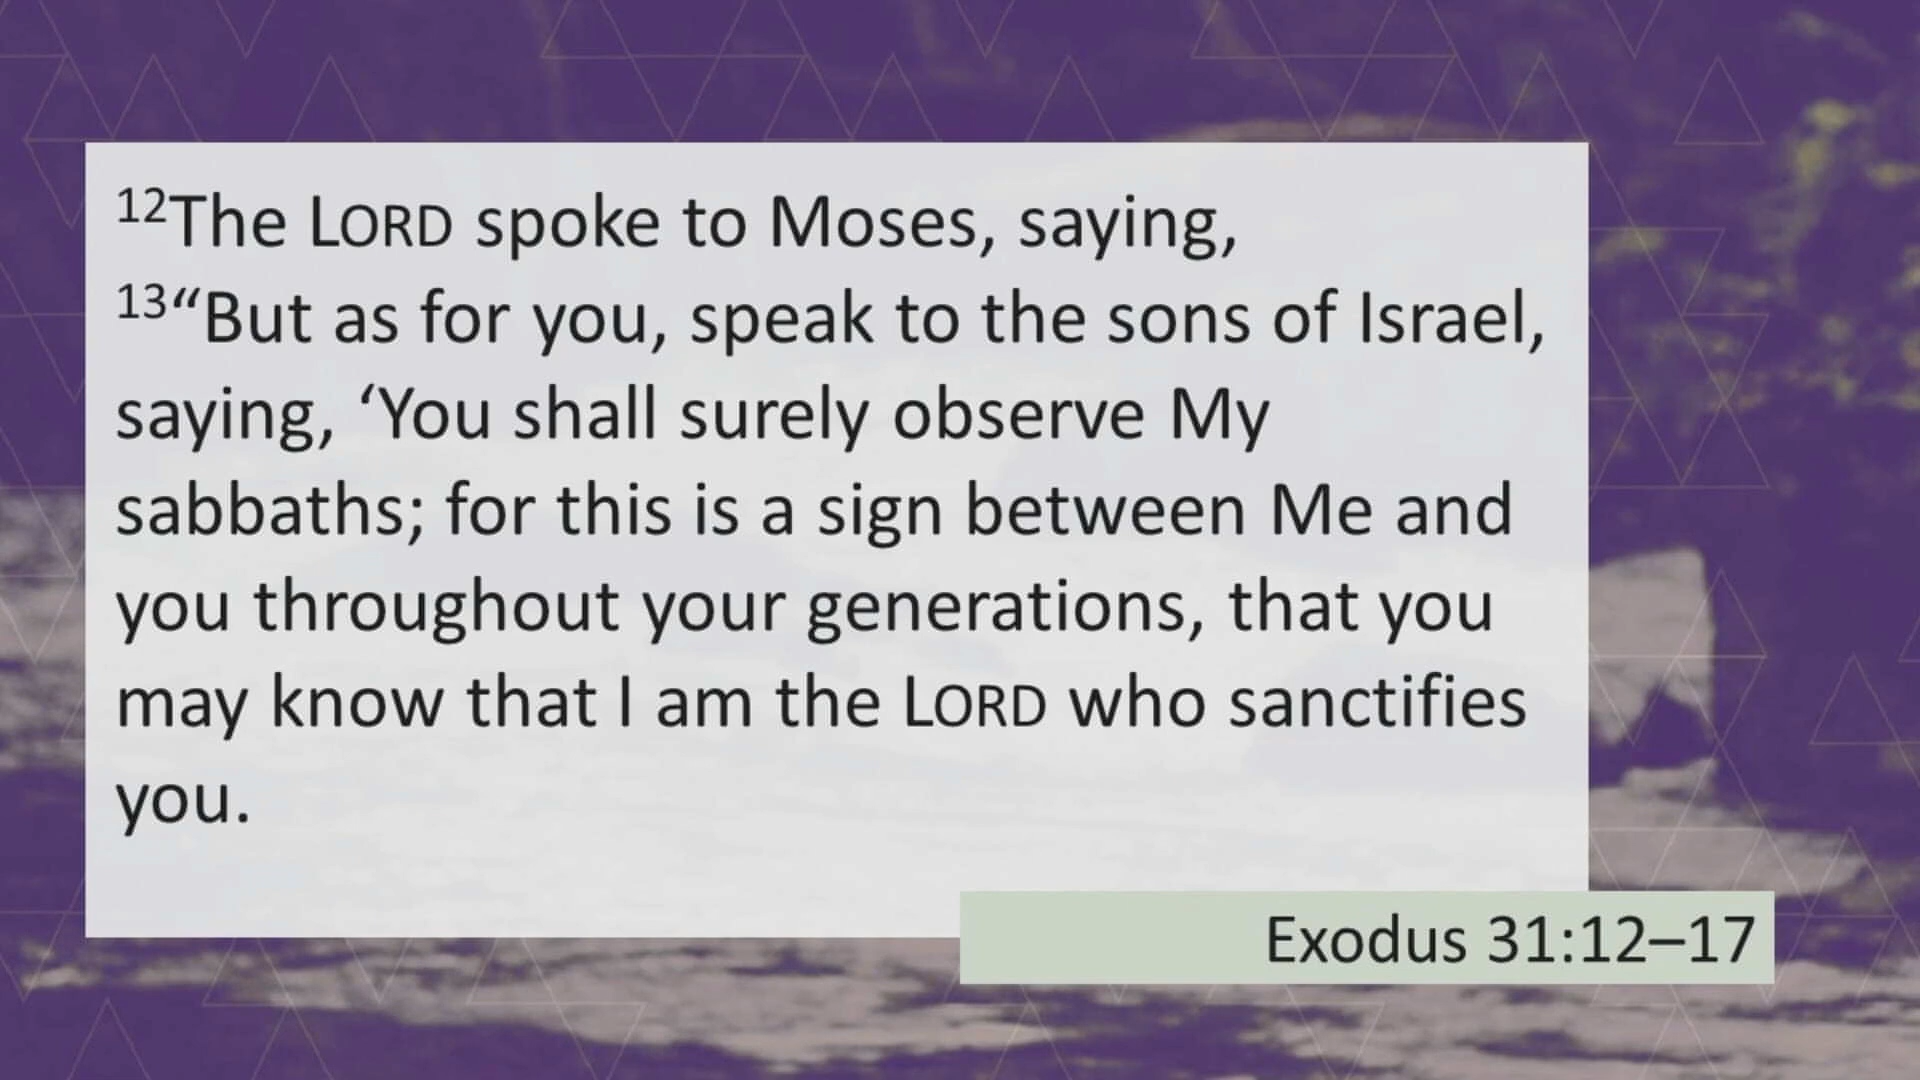 ¹²The LORD spoke to Moses, saying,
¹³“But as for you, speak to the sons of Israel,
saying, ‘You shall surely observe My
sabbaths; for this is a sign between Me and
you throughout your generations, that you
may know that I am the LORD who sanctifies
you.
Exodus 31:12–17